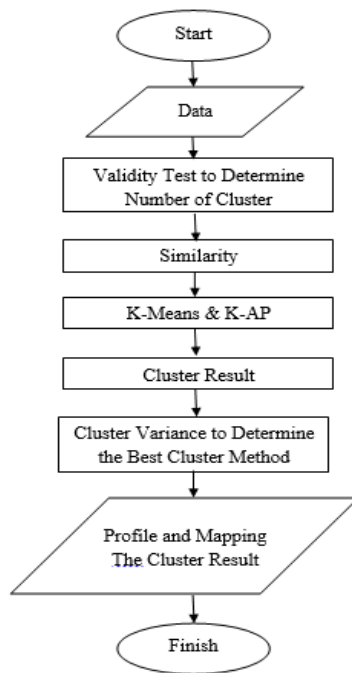 Start
Data
Validity Test to Determine
Number of Cluster
Similarity
K-Means & K-AP
Cluster Result
Cluster Variance to Determine
the Best Cluster Method
Profile and Mapping
The Cluster Result
Finish